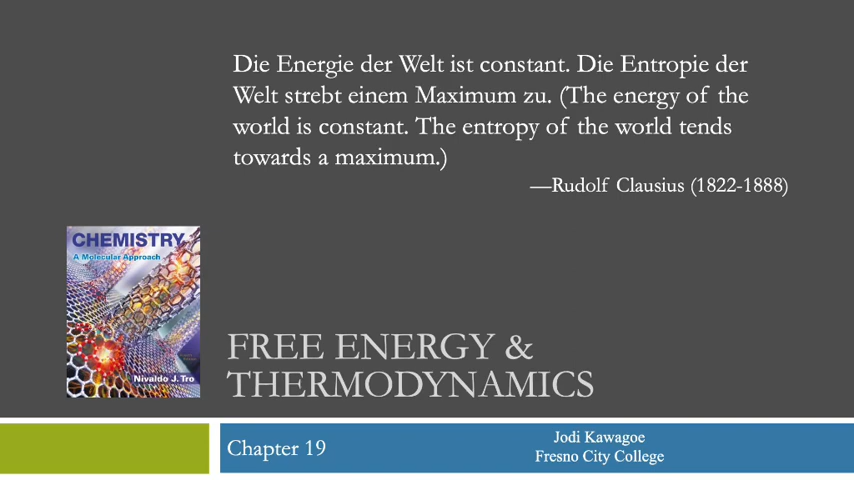 Die Energie der Welt ist constant. Die Entropie der
Welt strebt einem Maximum zu. (The energy of the
world is constant. The entropy of the world tends
towards a maximum.)
—Rudolf Clausius (1822-1888)
CHEMISTRY
A Molecular Approach
Nivaldo J. Tro
FREE ENERGY &
THERMODYNAMICS
Chapter 19
Jodi Kawagoe
Fresno City College